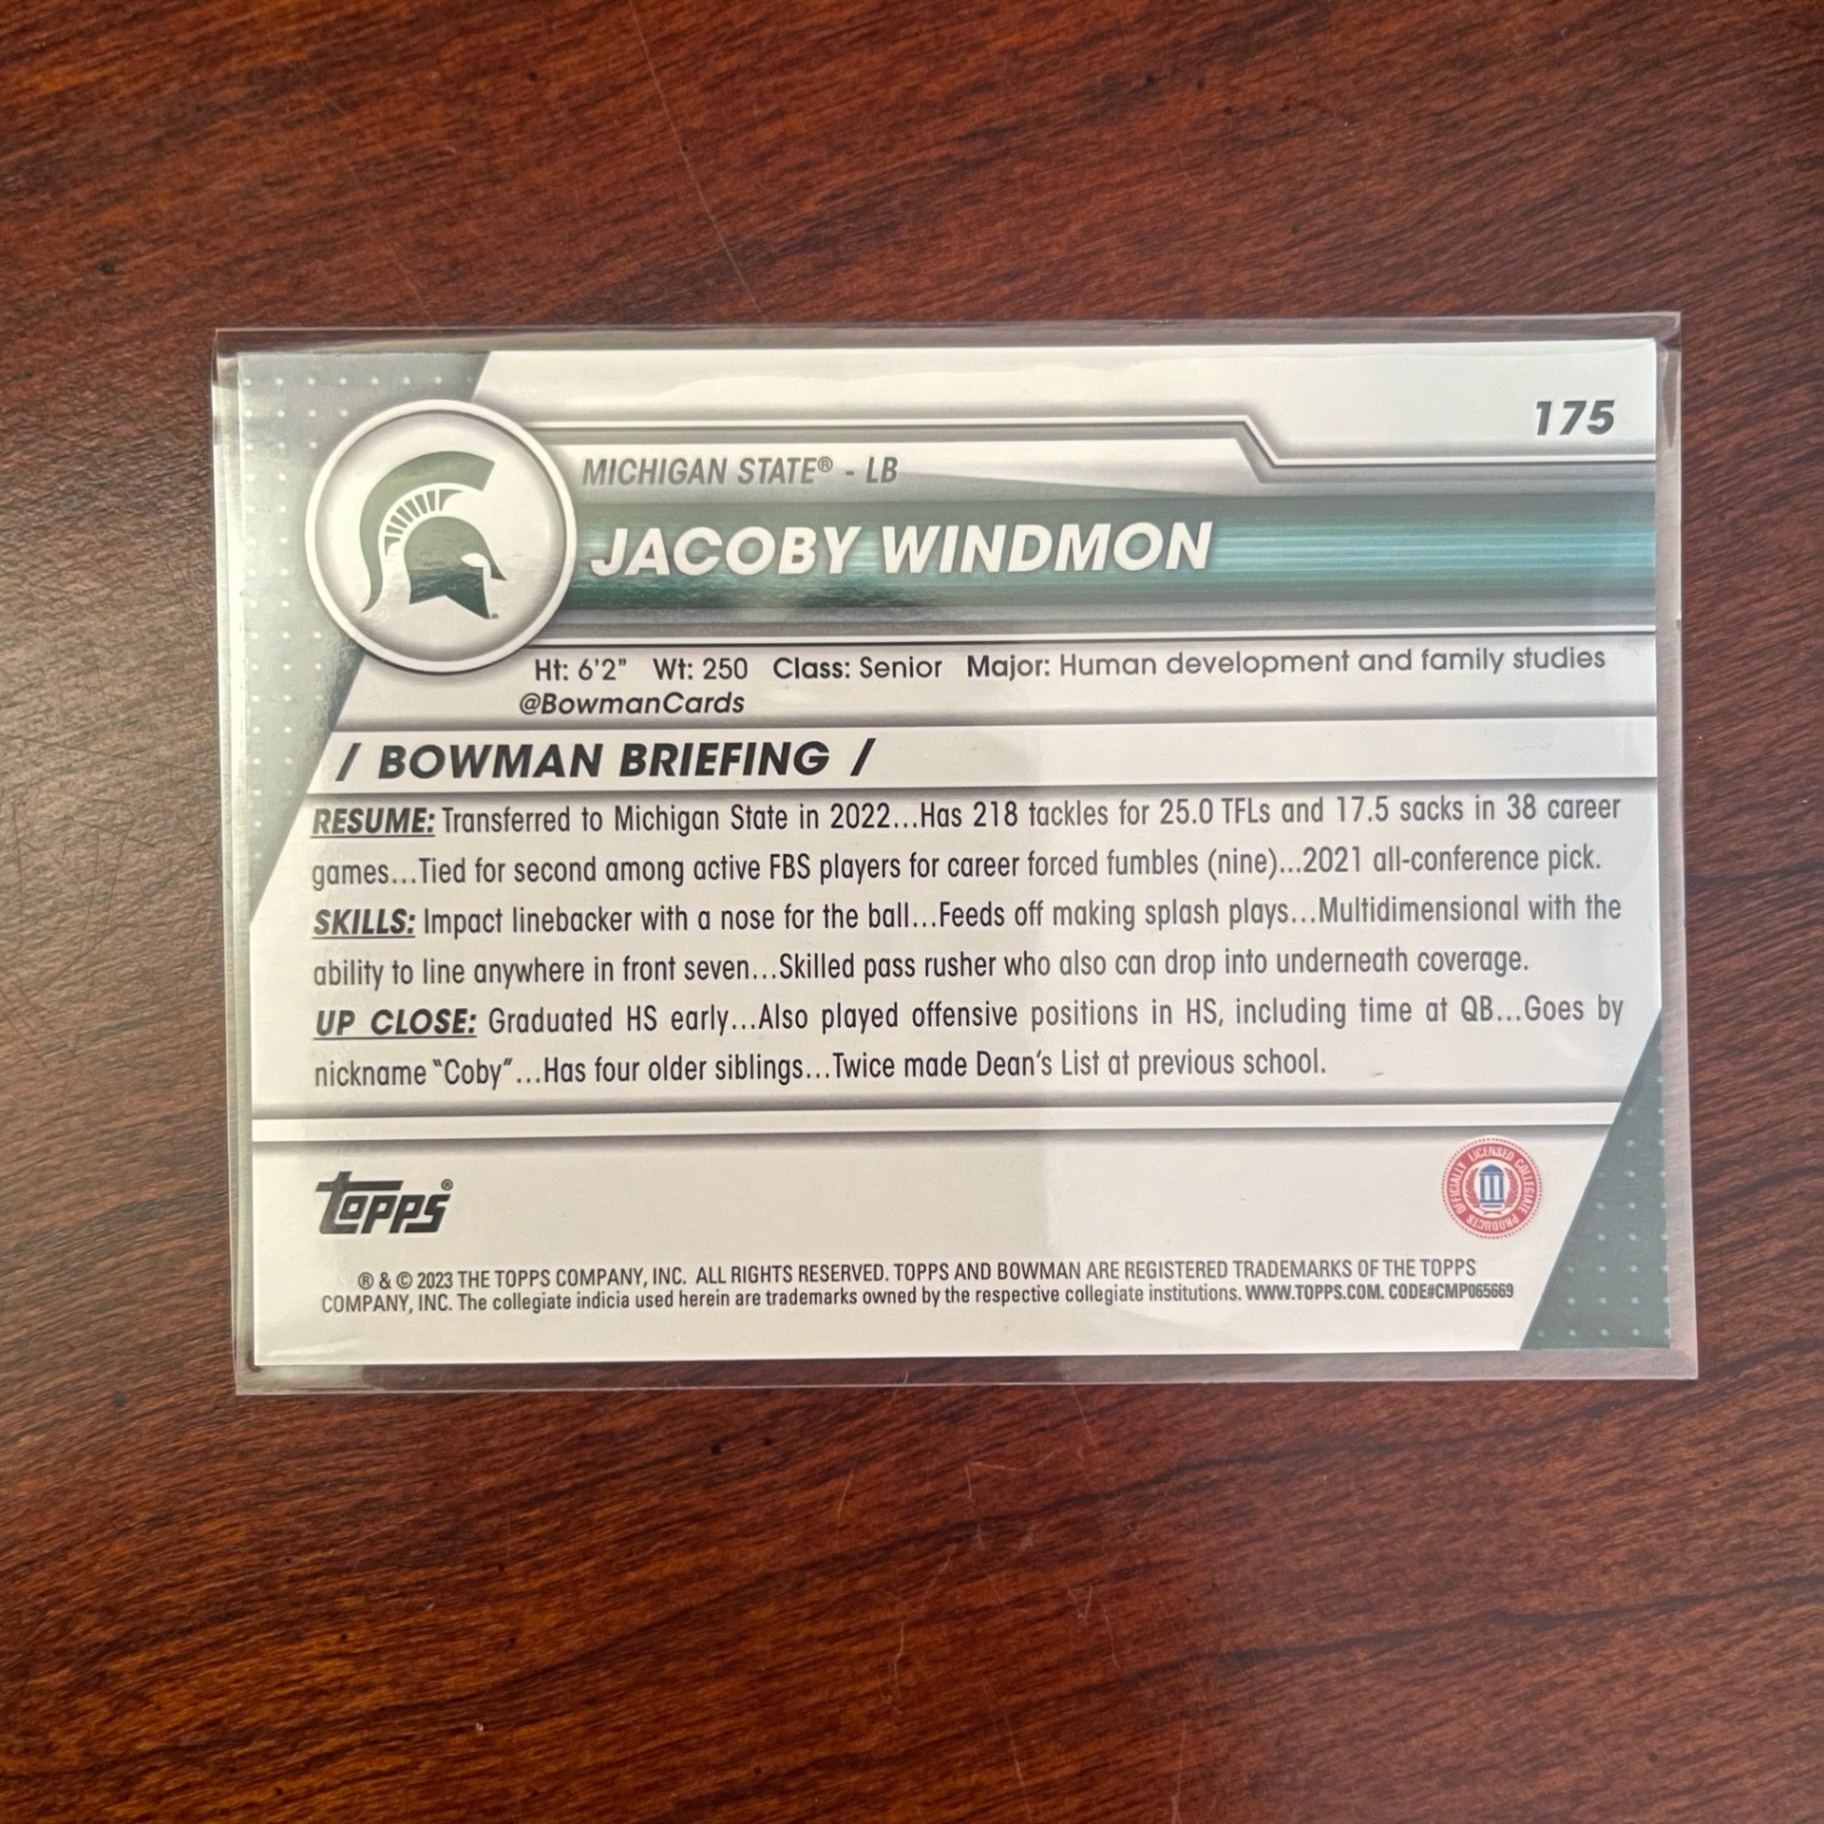 175
MICHIGAN STATE® - LB
JACOBY WINDMON
Ht: 6'2" Wt: 250 Class: Senior Major: Human development and family studies
@BowmanCards
/ BOWMAN BRIEFING /
RESUME: Transferred to Michigan State in 2022...Has 218 tackles for 25.0 TFLs and 17.5 sacks in 38 career
games...Tied for second among active FBS players for career forced fumbles (nine)...2021 all-conference pick.
SKILLS: Impact linebacker with a nose for the ball...Feeds off making splash plays...Multidimensional with the
ability to line anywhere in front seven...Skilled pass rusher who also can drop into underneath coverage.
UP CLOSE: Graduated HS early...Also played offensive positions in HS, including time at QB...Goes by
nickname "Coby"...Has four older siblings...Twice made Dean's List at previous school.
topps®
OFFICIALLY LICENSED COLLEGIATE PRODUCTS
® & © 2023 THE TOPPS COMPANY, INC. ALL RIGHTS RESERVED. TOPPS AND BOWMAN ARE REGISTERED TRADEMARKS OF THE TOPPS
COMPANY, INC. The collegiate indicia used herein are trademarks owned by the respective collegiate institutions. WWW.TOPPS.COM. CODE#CMP065669